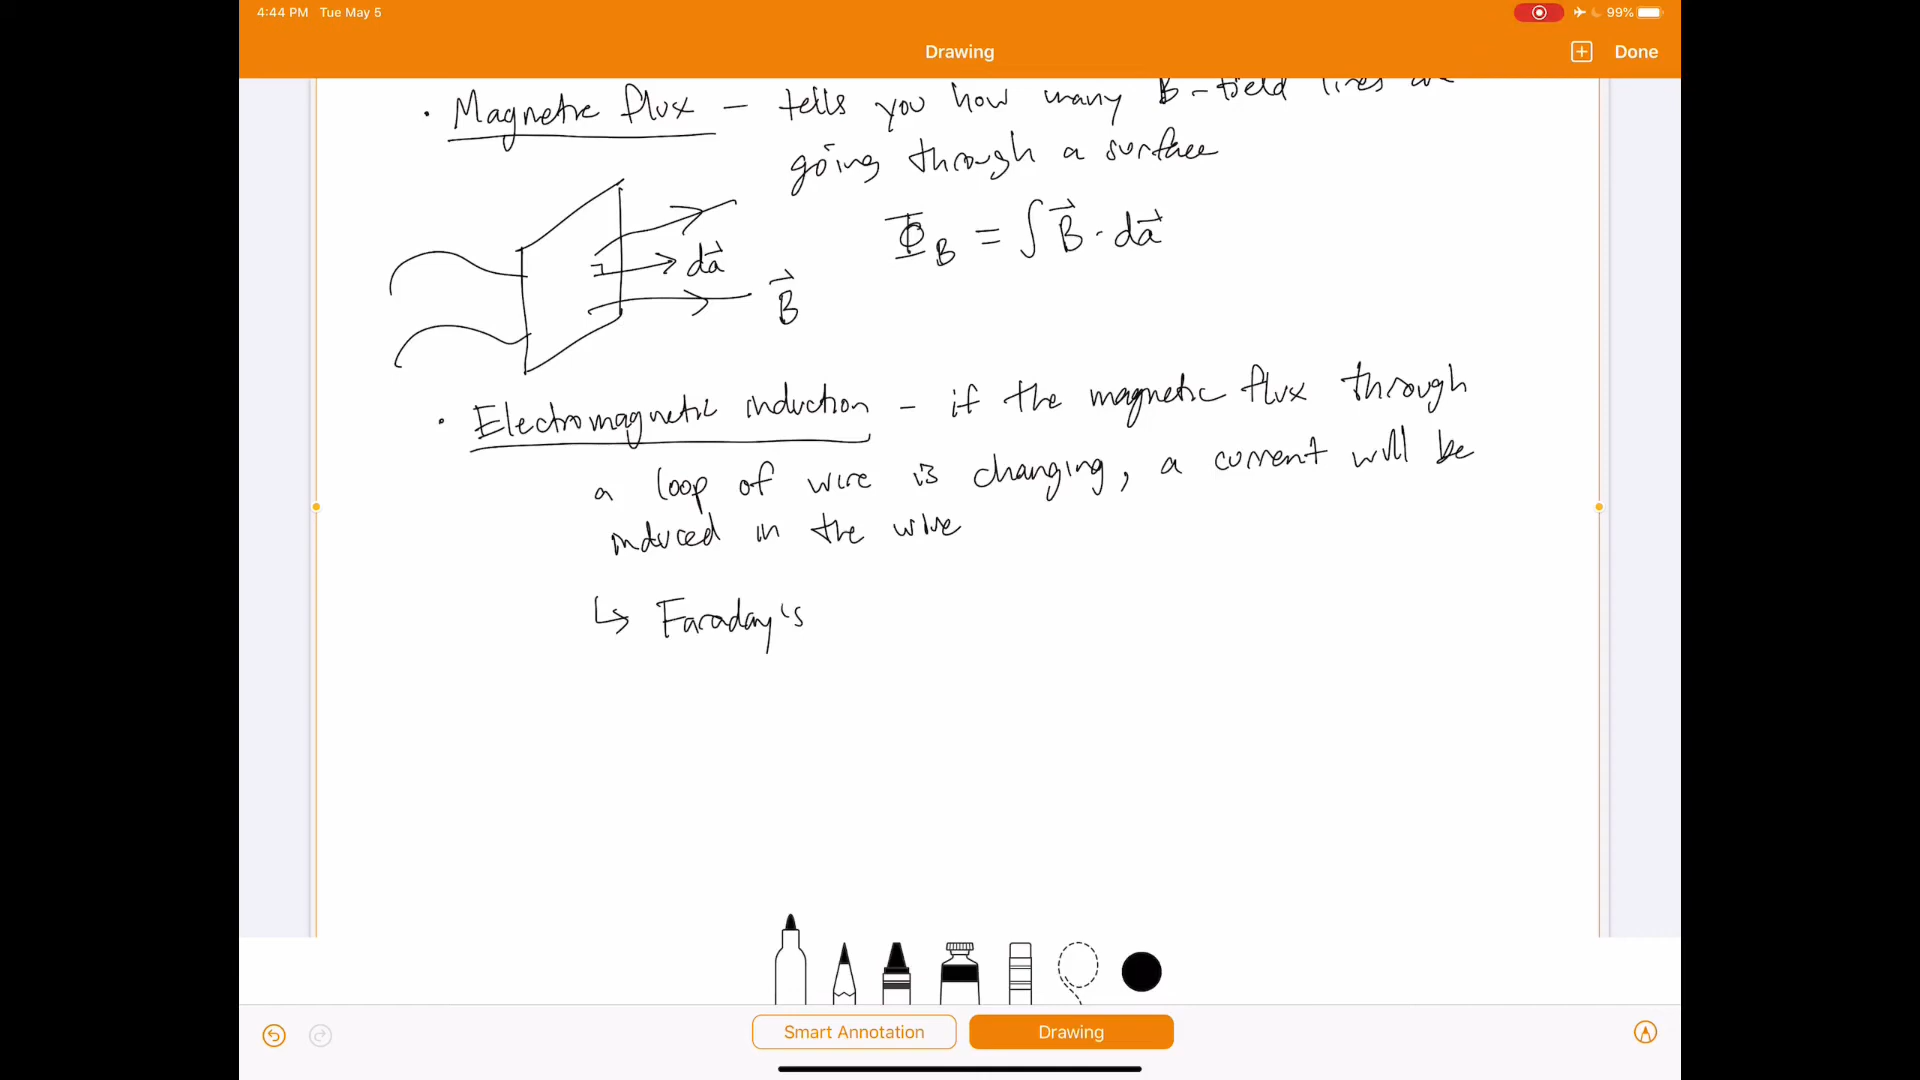 4:44 PM Tue May 5
99%
Drawing
Done
· Magnetic flux – tells you how many B-field lines are
going through a surface
Φ_B = ∫B⃗ · da⃗
da⃗
B⃗
· Electromagnetic induction – if the magnetic flux through
a loop of wire is changing, a current will be
induced in the wire
↳ Faraday's
Smart Annotation
Drawing